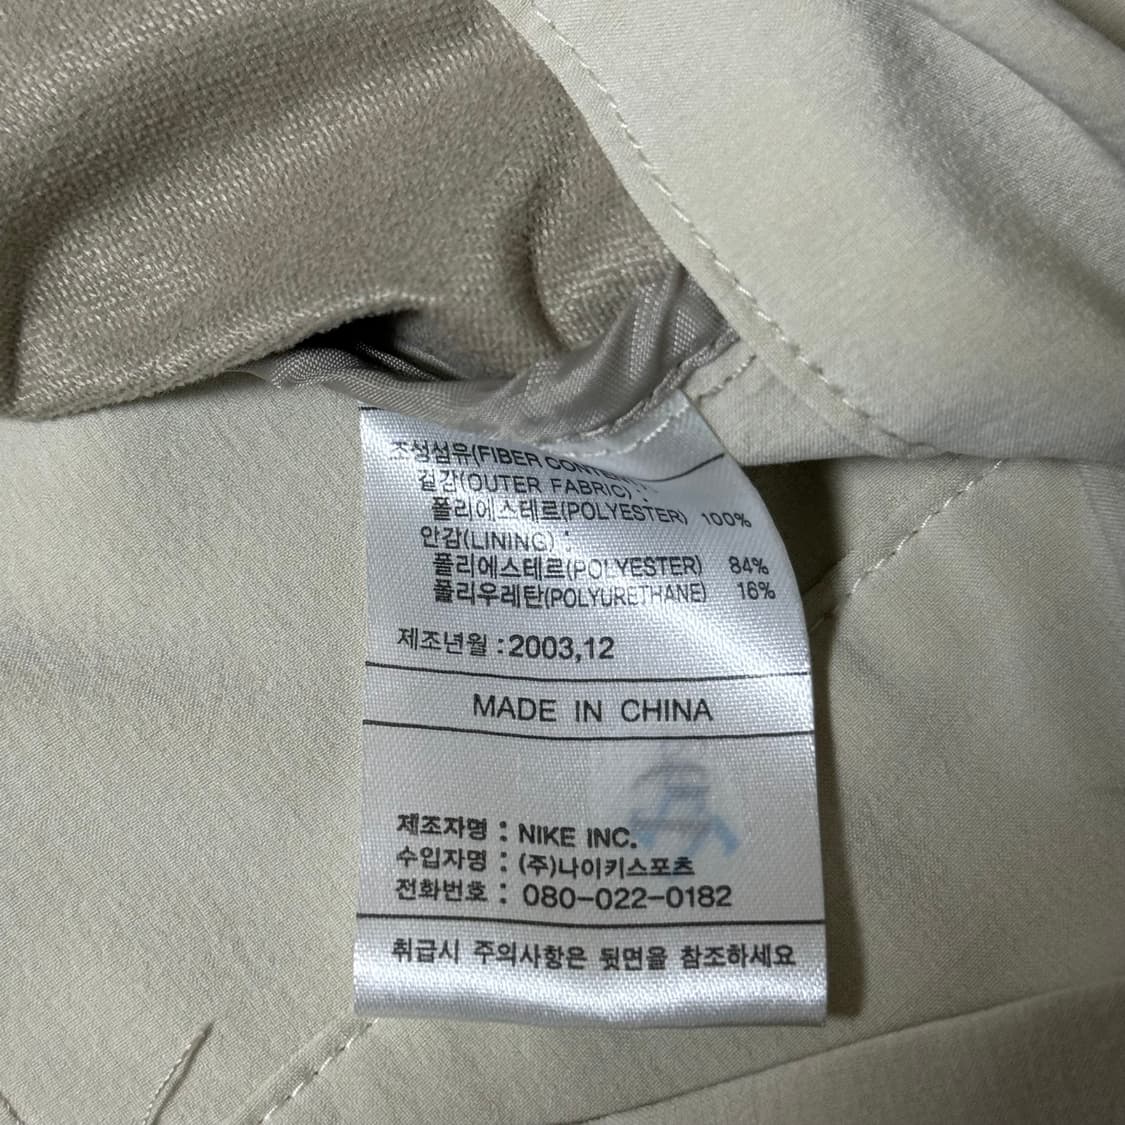 조성섬유(FIBER CONTENT) :
겉감(OUTER FABRIC) :
폴리에스테르(POLYESTER) 100%
안감(LINING) :
폴리에스테르(POLYESTER) 84%
폴리우레탄(POLYURETHANE) 16%
제조년월 : 2003,12
MADE IN CHINA
제조자명 : NIKE INC.
수입자명 : (주)나이키스포츠
전화번호 : 080-022-0182
취급시 주의사항은 뒷면을 참조하세요